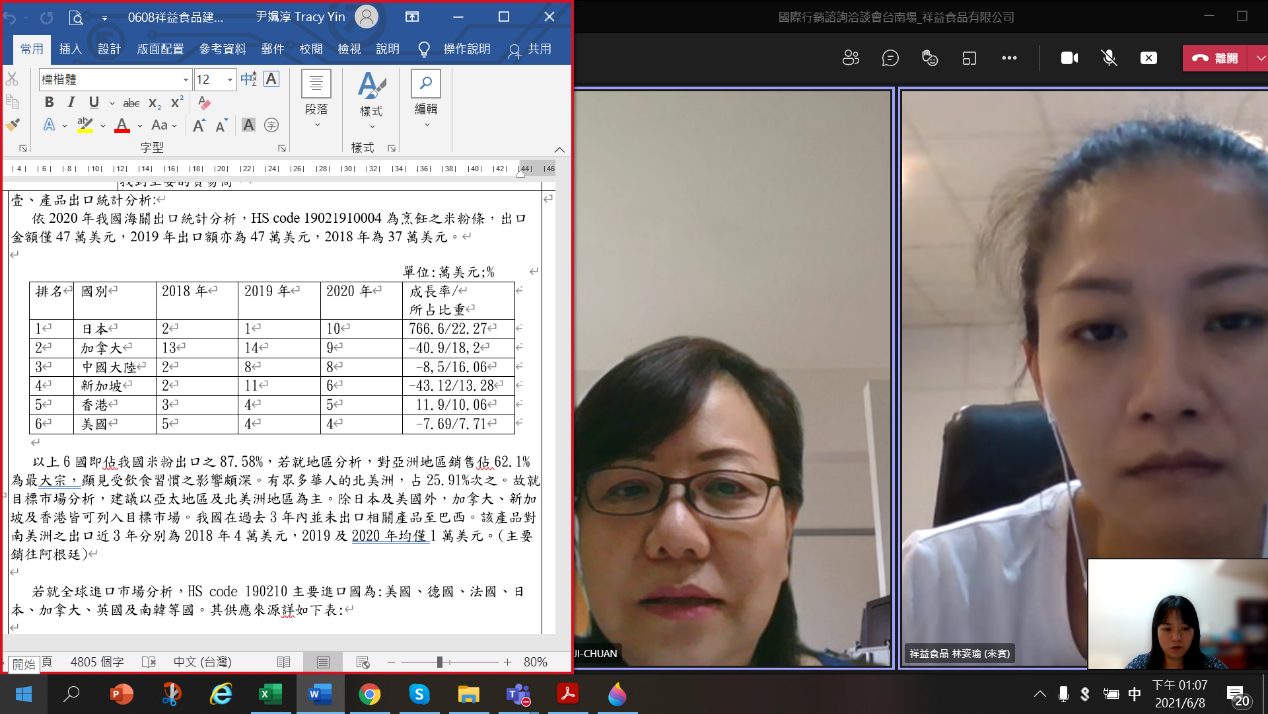 0608祥益食品建...
尹姵淳 Tracy Yin
國際行銷諮詢洽談會台南場_祥益食品有限公司
常用 插入 設計 版面配置 參考資料 郵件 校閱 檢視 說明 操作說明 共用
離開
標楷體 12
段落 樣式 編輯
字型 樣式
找到主要的貿易商
壹、產品出口統計分析:
依 2020 年我國海關出口統計分析，HS code 19021910004 為烹飪之米粉條，出口
金額僅 47 萬美元，2019 年出口額亦為 47 萬美元，2018 年為 37 萬美元。
單位:萬美元;%
排名 國別 2018 年 2019 年 2020 年 成長率/
所占比重
1 日本 2 1 10 766.6/22.27
2 加拿大 13 14 9 -40.9/18,2
3 中國大陸 2 8 8 -8,5/16.06
4 新加坡 2 11 6 -43.12/13.28
5 香港 3 4 5 11.9/10.06
6 美國 5 4 4 -7.69/7.71
以上 6 國即佔我國米粉出口之 87.58%，若就地區分析，對亞洲地區銷售佔 62.1%
為最大宗，顯見受飲食習慣之影響頗深。有眾多華人的北美洲，占 25.91%次之。故就
目標市場分析，建議以亞太地區及北美洲地區為主。除日本及美國外，加拿大、新加
坡及香港皆可列入目標市場。我國在過去 3 年內並未出口相關產品至巴西。該產品對
南美洲之出口近 3 年分別為 2018 年 4 萬美元，2019 及 2020 年均僅 1 萬美元。(主要
銷往阿根廷)
若就全球進口市場分析，HS code 190210 主要進口國為:美國、德國、法國、日
本、加拿大、英國及南韓等國。其供應來源詳如下表:
JI-CHUAN
祥益食品 林姿瑜 (來賓)
開始 頁 4805 個字 中文 (台灣) 80%
中
下午 01:07
2021/6/8
20